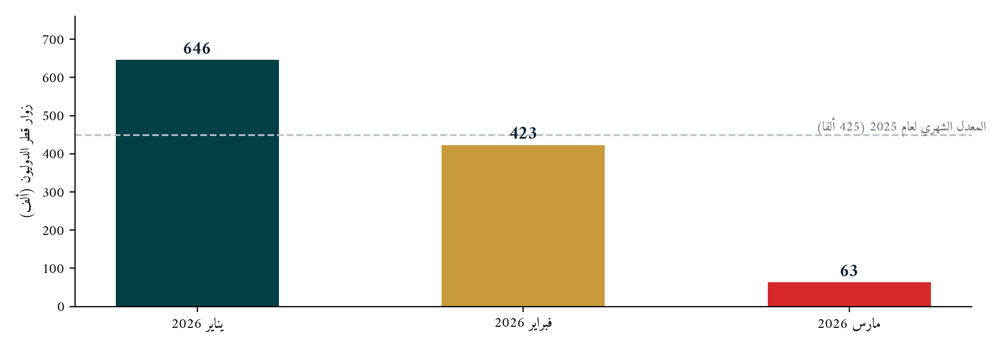 زوار قطر الدوليون (ألف)
700
600
500
400
300
200
100
0
646
423
63
المعدل الشهري لعام 2025 (425 ألفا)
يناير 2026
فبراير 2026
مارس 2026